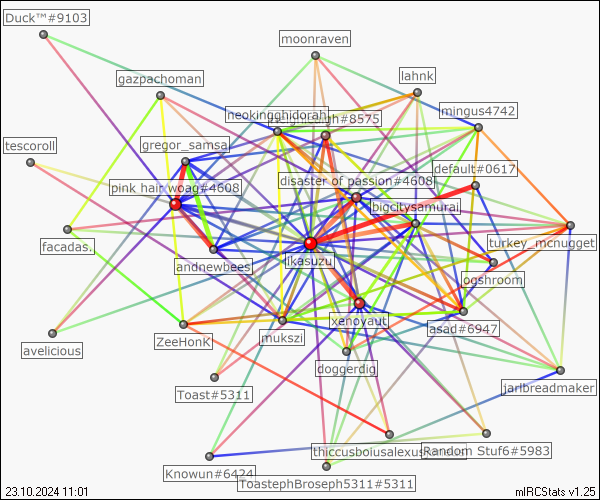 Duck™#9103
moonraven
gazpachoman
lahnk
neokingghidorah
#8575
mingus4742
gregor_samsa
tescoroll
default#0617
pink hair woag#4608
disaster of passion#4608
bigcitysamurai
facadas.
turkey_mcnugget
likasuzu
andnewbees
ogshroom
xenoyaut
asad#6947
avelicious
ZeeHonK
mukszi
doggerdig
Toast#5311
jarlbreadmaker
thiccusboiusalexus
Random Stuf6#5983
Knowun#6424
ToastephBroseph5311#5311
23.10.2024 11:01
mIRCStats v1.25